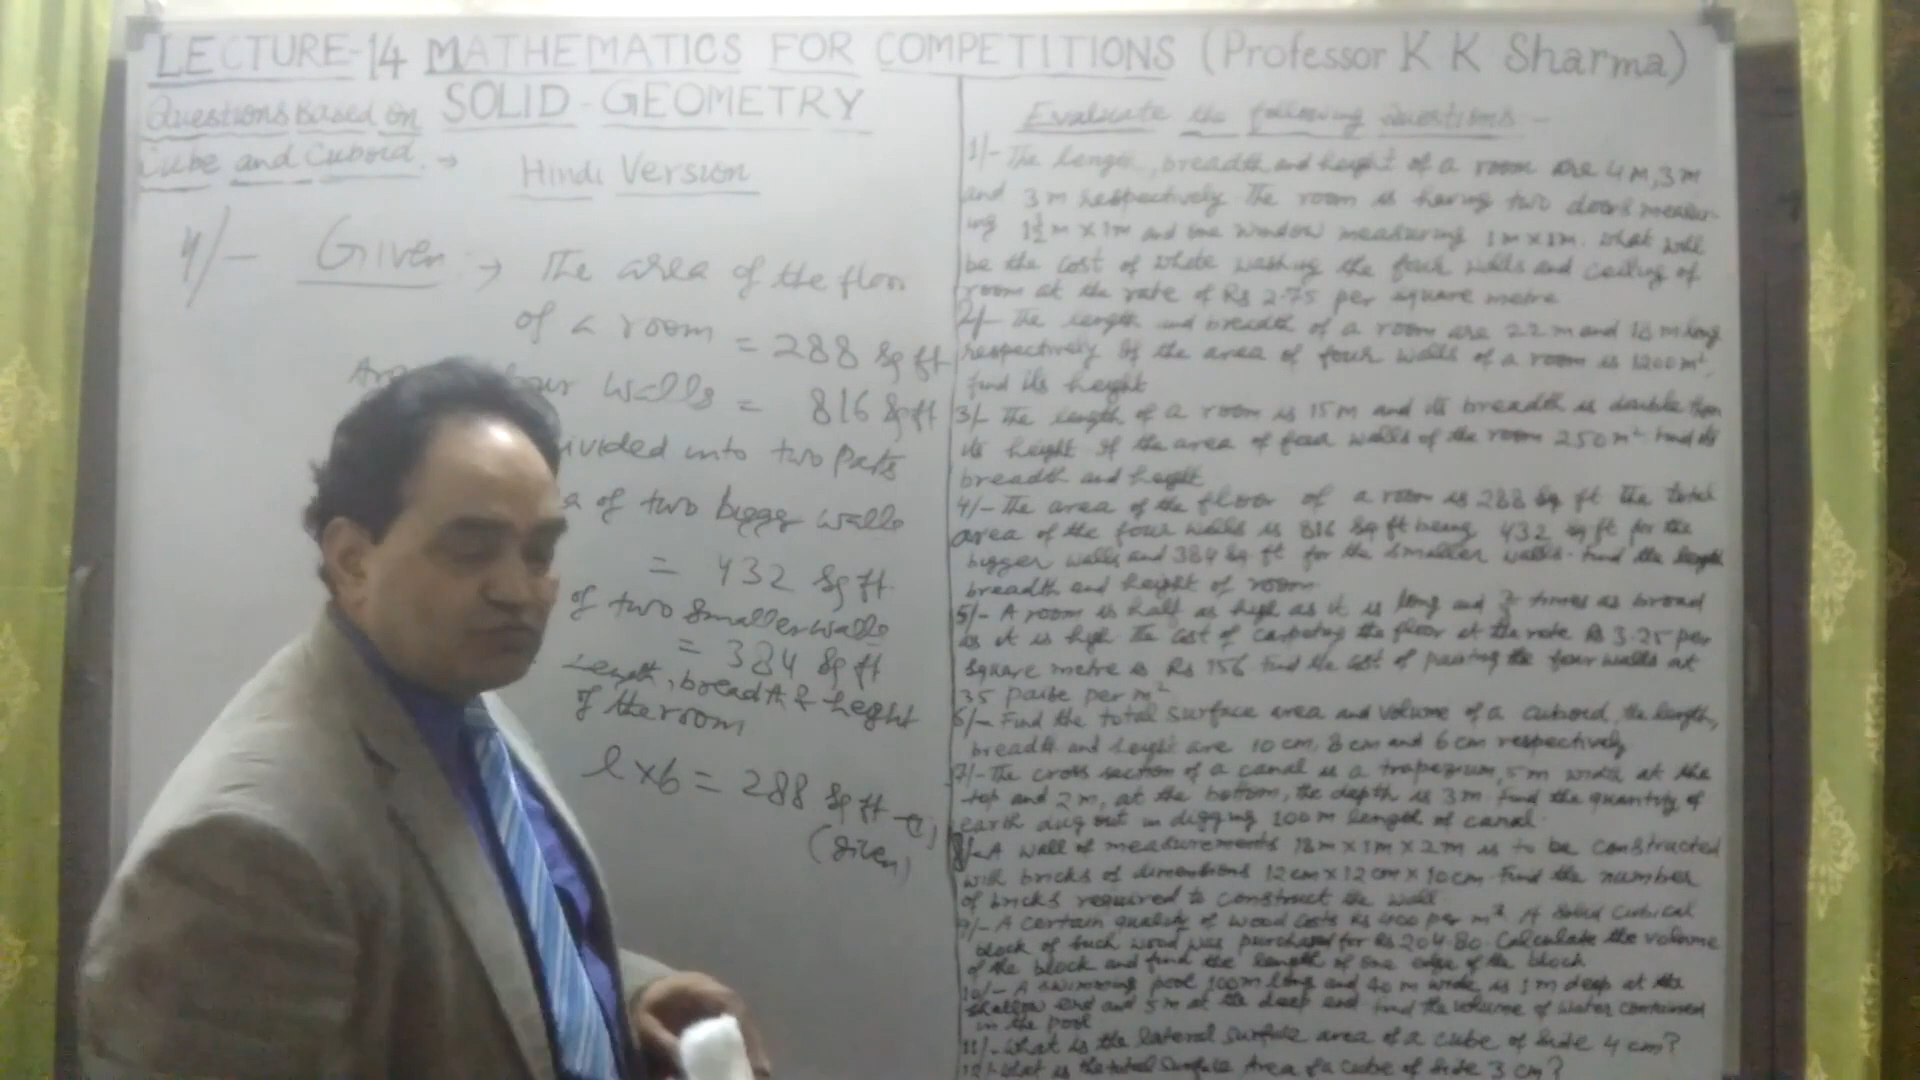 LECTURE-14 MATHEMATICS FOR COMPETITIONS (Professor K K Sharma)
SOLID-GEOMETRY
Questions Based on
Cube and Cuboid. →
Hindi Version
4/- Given → The area of the floor
of a room = 288 Sq ft
four walls = 816 Sq ft
ivided into two Parts
a of two bigger walls
= 432 Sq ft
of two smaller walls
= 384 Sq ft
Length, breadth & height
of the room
l x b = 288 Sq ft
(given)
Evaluate the following Questions -
1/- The length, breadth and height of a room are 4m, 3m
and 3m respectively. The room is having two doors measur-
ing 1½m x 1m and one window measuring 1m x 1m. What will
be the cost of white washing the four walls and ceiling of
room at the rate of Rs 2.75 per square metre
2/- The length and breadth of a room are 22m and 18m long
respectively If the area of four walls of a room is 1200m²,
find its height
3/- The length of a room is 15m and its breadth is double than
its height If the area of four walls of the room 250m² find its
breadth and height
4/- The area of the floor of a room is 288 Sq ft The total
area of the four walls is 816 Sq ft being 432 sq ft for the
bigger walls and 384 sq ft for the smaller walls. Find the length
breadth and height of room
5/- A room is half as high as it is long and times as broad
as it is high The cost of carpeting the floor at the rate Rs 3.25 per
square metre is Rs 156 Find the cost of the four walls at
35 paise per m²
6/- Find the total surface area and volume of a cuboid, the length,
breadth and height are 10 cm, 8 cm and 6 cm respectively
7/- The cross section of a canal is a trapezium, 5m wide at the
top and 2m, at the bottom, the depth is 3m Find the quantity of
earth dug out in digging 100m length of canal
8/- A wall of measurements 18m x 1m x 2m is to be constructed
with bricks of dimentions 12cm x 12cm x 10cm Find the number
of bricks required to construct the wall
9/- A certain quality of wood costs Rs 400 per m³ A solid cubical
block of such wood was purchased for Rs 204.80 Calculate the volume
of the block and find the length of one edge of the block
10/- A swimming pool 100m long and 40 m wide is 1m deep at the
shallow end and 5m at the deep end find the volume of water contained
in the pool
11/- What is the lateral surface area of a cube of side 4 cm?
12/- What is the total surface Area of a cube of side 3 cm?